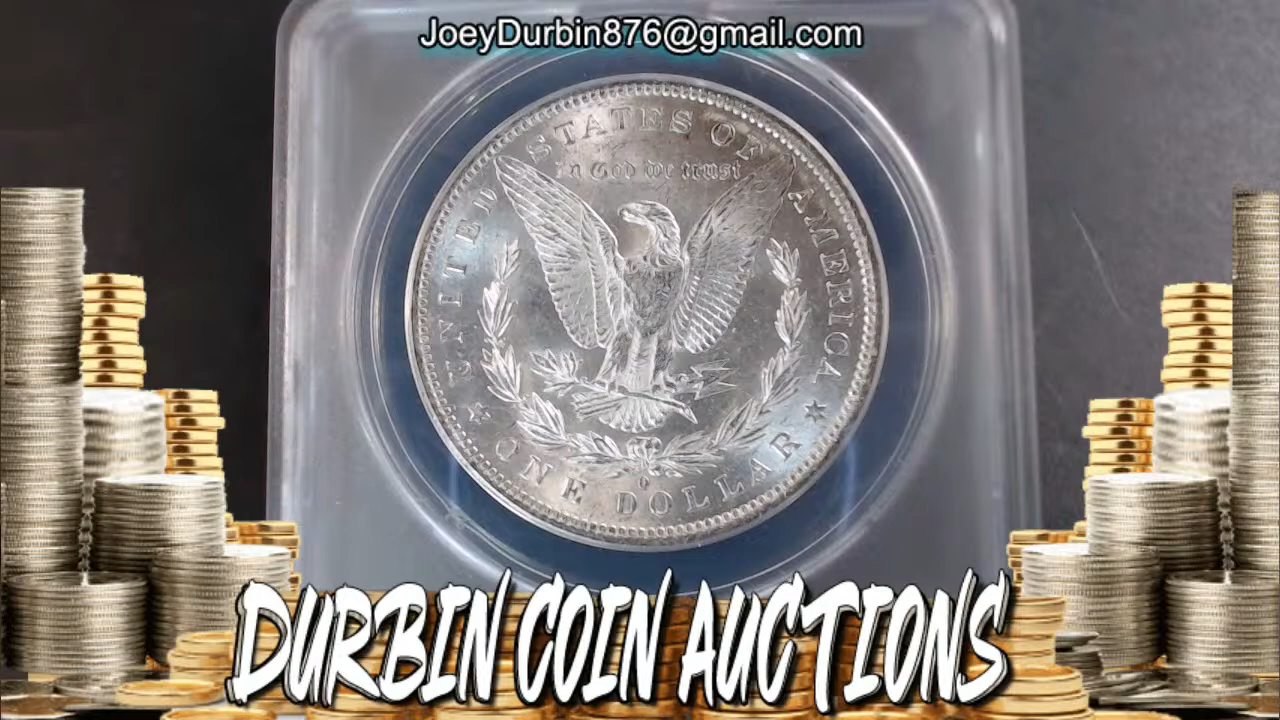 JoeyDurbin876@gmail.com
UNITED STATES OF AMERICA
In God we trust
O
ONE DOLLAR
DURBIN COIN AUCTIONS